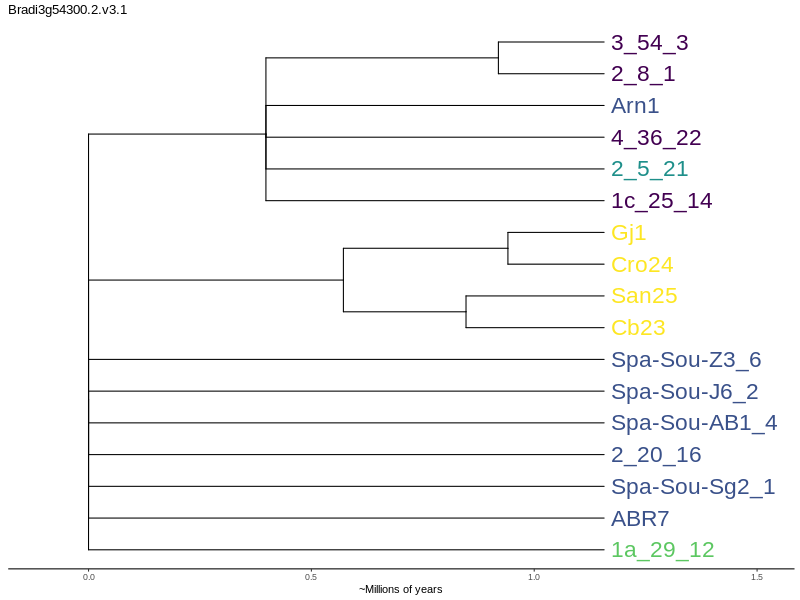 Bradi3g54300.2.v3.1
3_54_3
2_8_1
Arn1
4_36_22
2_5_21
1c_25_14
Gj1
Cro24
San25
Cb23
Spa-Sou-Z3_6
Spa-Sou-J6_2
Spa-Sou-AB1_4
2_20_16
Spa-Sou-Sg2_1
ABR7
1a_29_12
0.0 0.5 1.0 1.5
~Millions of years